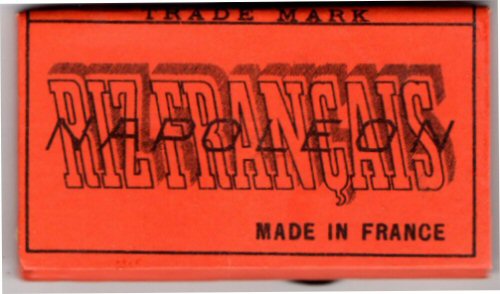 TRADE MARK
RIZ FRANÇAIS
NAPOLEON
MADE IN FRANCE